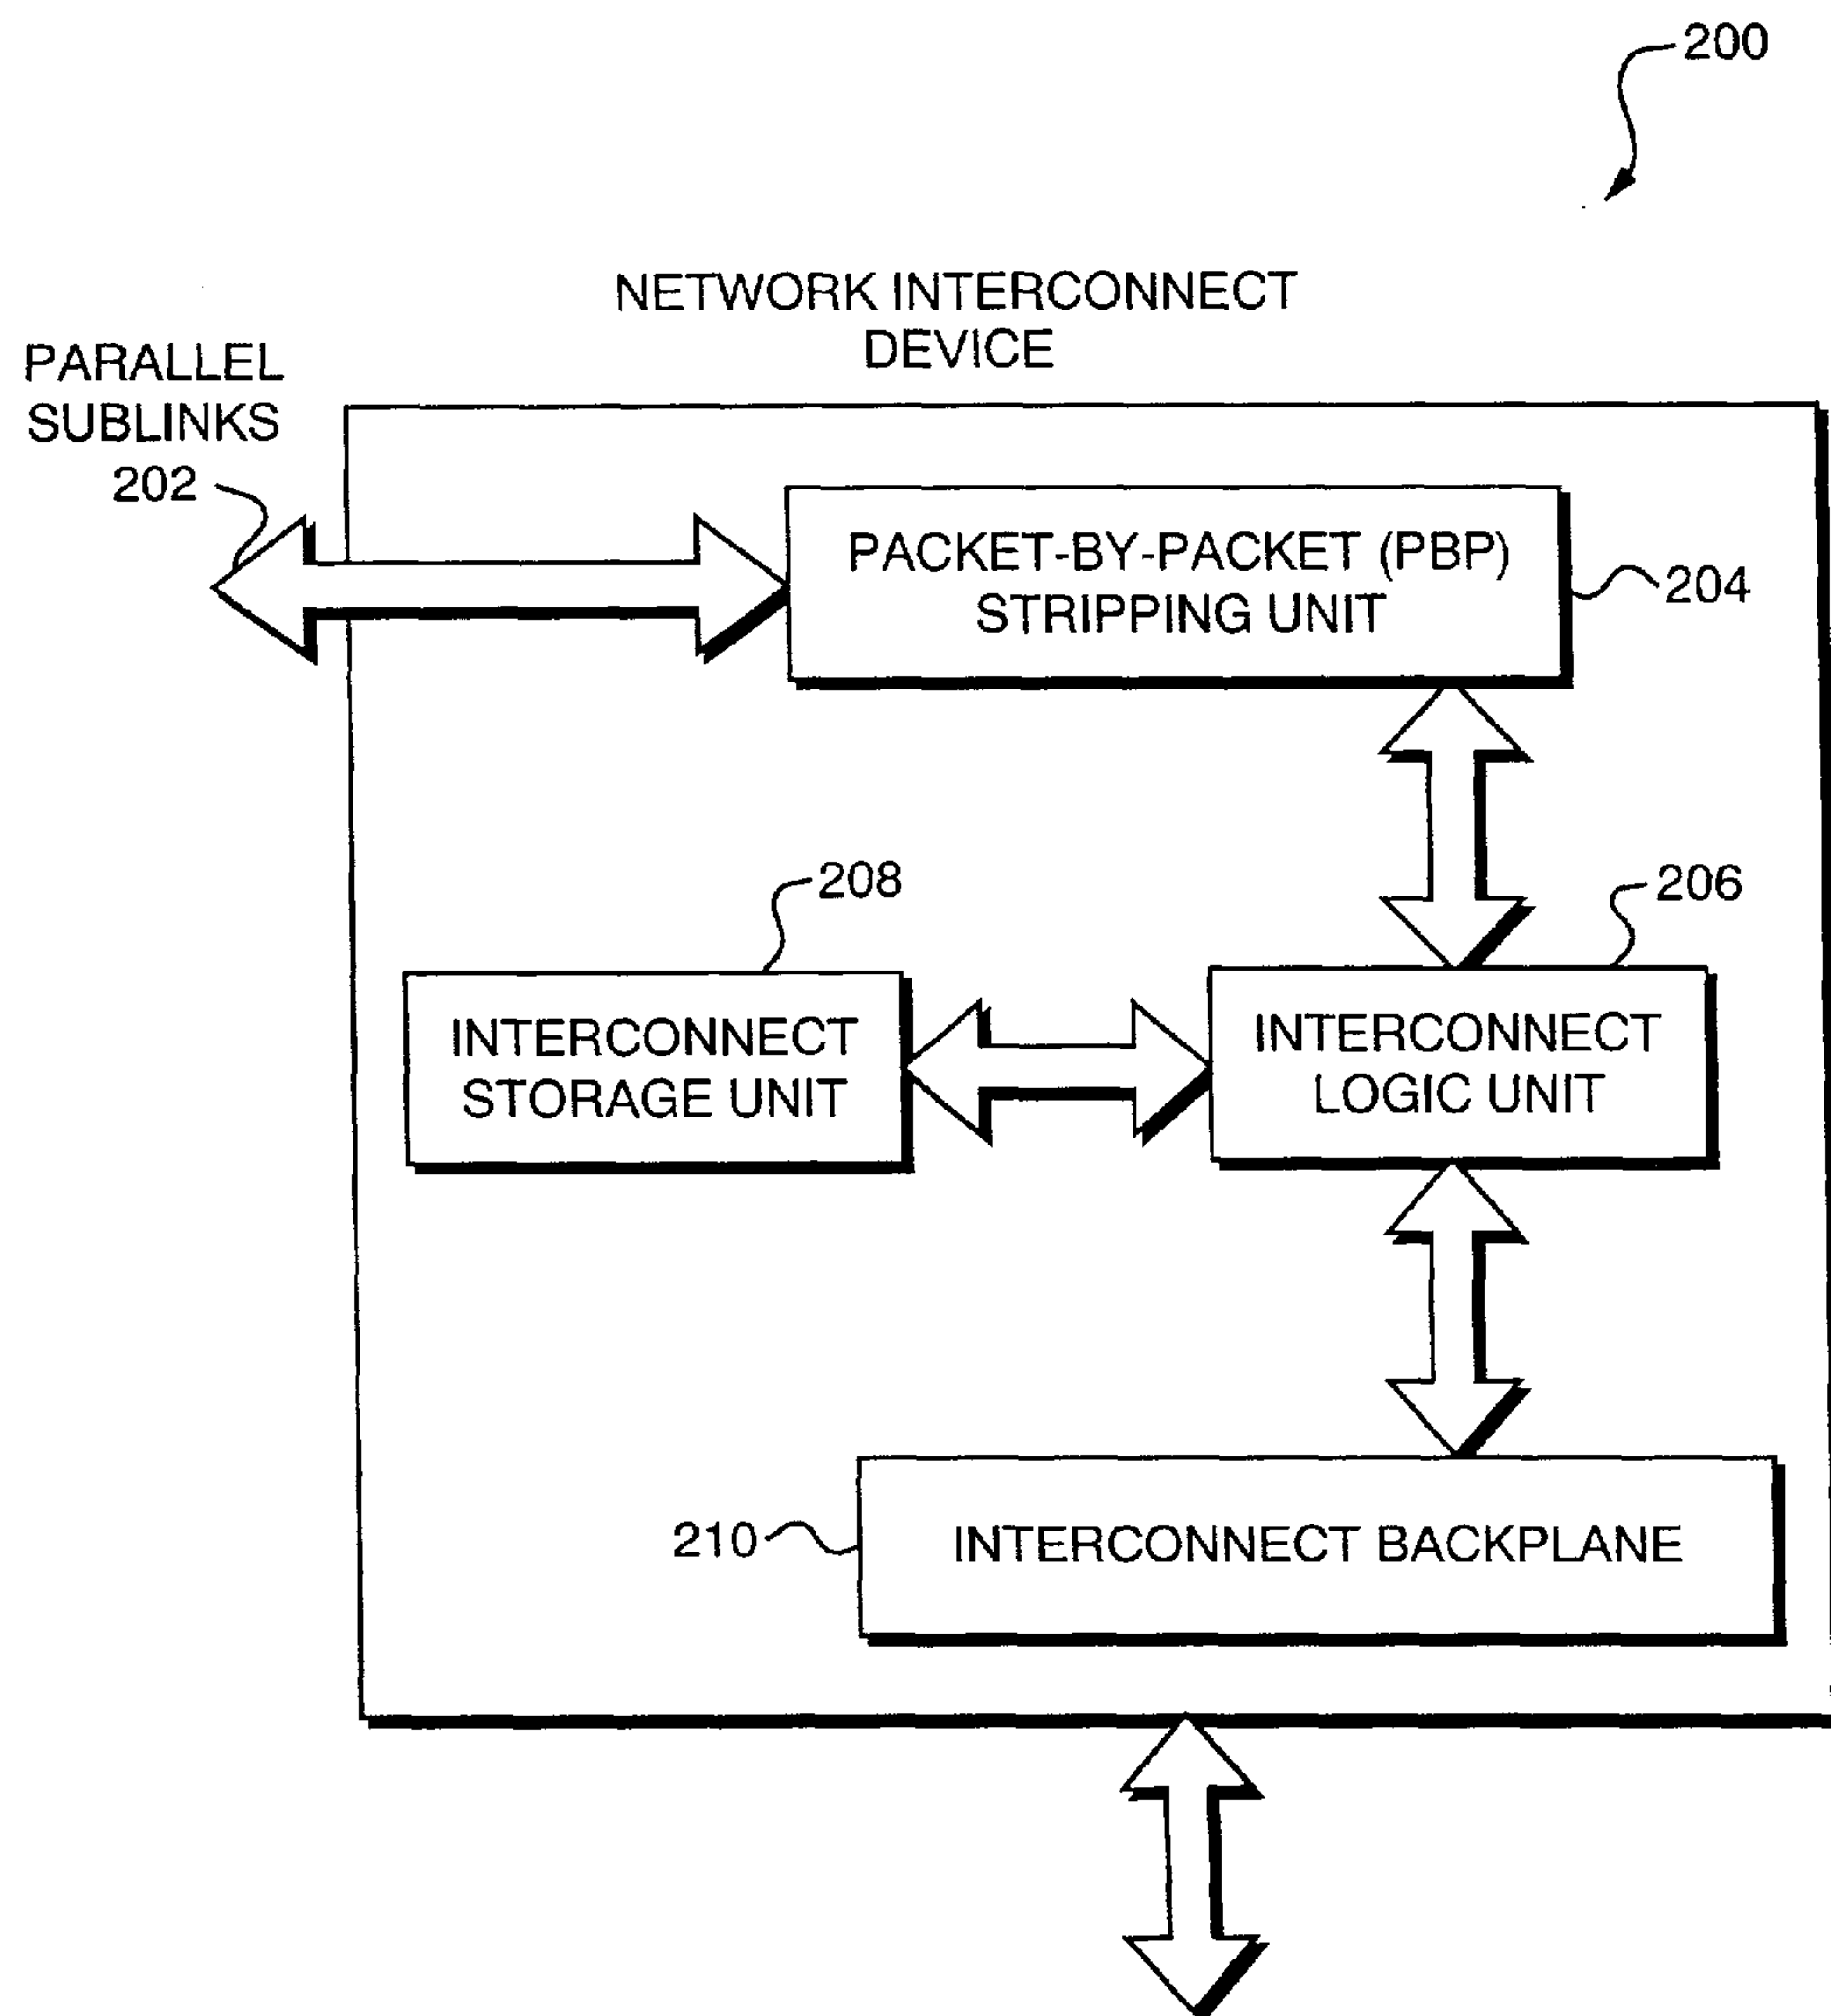 200
NETWORK INTERCONNECT
DEVICE
PARALLEL
SUBLINKS
202
PACKET-BY-PACKET (PBP)
STRIPPING UNIT
204
208
206
INTERCONNECT
STORAGE UNIT
INTERCONNECT
LOGIC UNIT
210
INTERCONNECT BACKPLANE